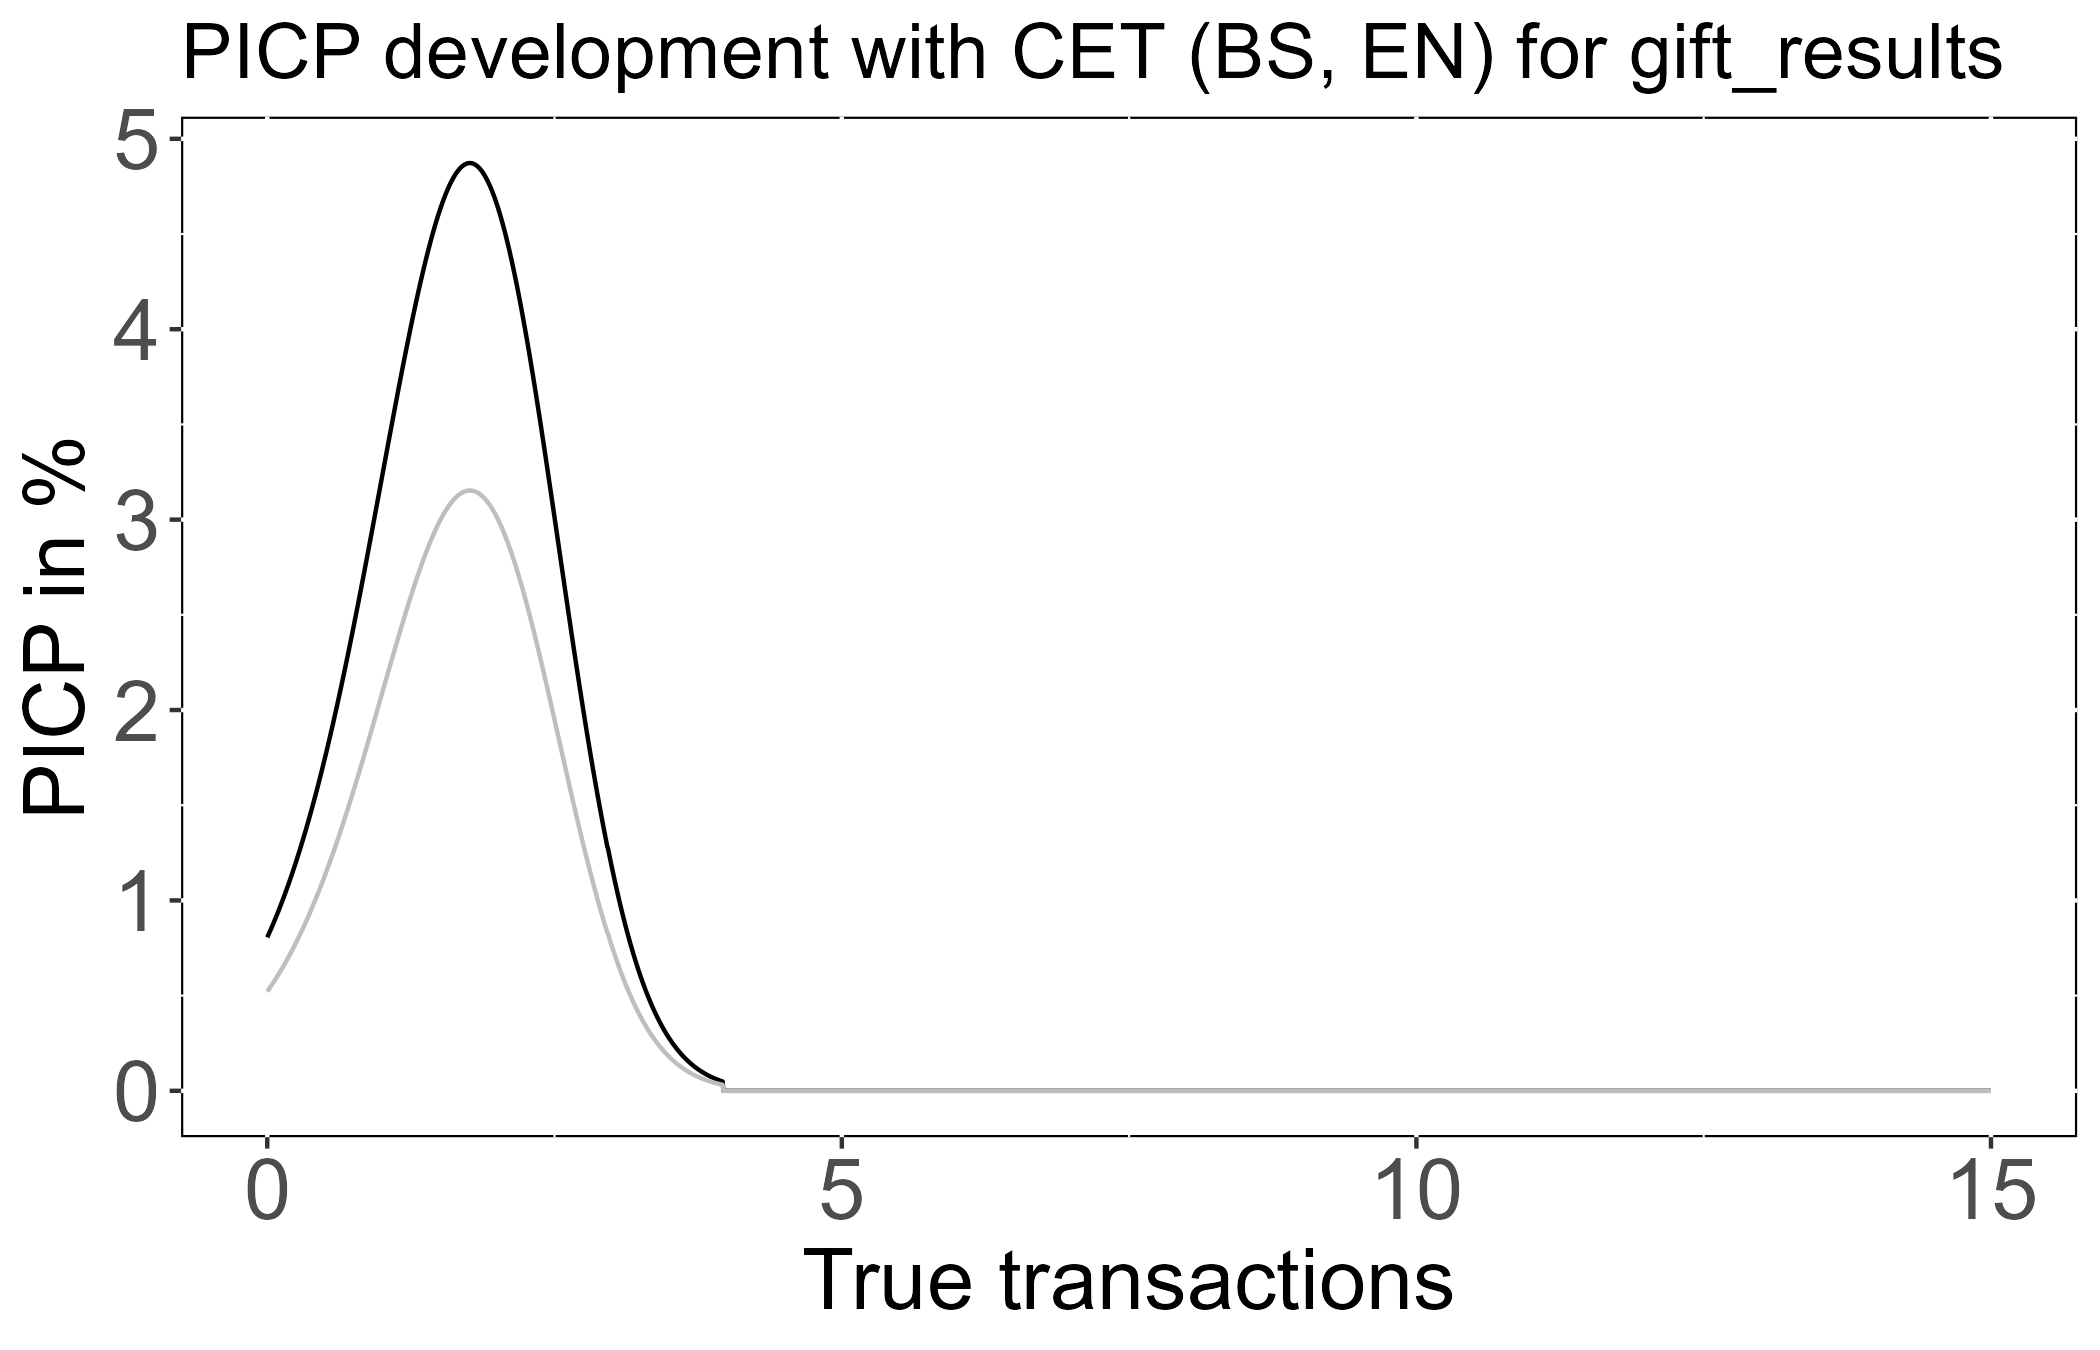 PICP development with CET (BS, EN) for gift_results
PICP in %
5
4
3
2
1
0
0 5 10 15
True transactions